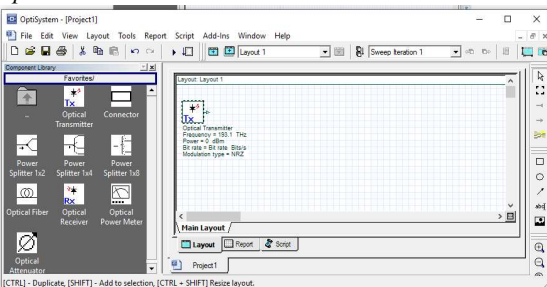 OptiSystem - [Project1]
File Edit View Layout Tools Report Script Add-Ins Window Help
Layout 1
Sweep Iteration 1
Component Library
Favorites/
..
Tx
Optical Transmitter
Connector
Power Splitter 1x2
Power Splitter 1x4
Power Splitter 1x8
Optical Fiber
Rx
Optical Receiver
Optical Power Meter
Optical Attenuator
Layout: Layout 1
Tx
Optical Transmitter
Frequency = 193.1 THz
Power = 0 dBm
Bit rate = Bit rate Bits/s
Modulation type = NRZ
Main Layout
Layout Report Script
Project1
abc
[CTRL] - Duplicate, [SHIFT] - Add to selection, [CTRL + SHIFT] Resize layout.